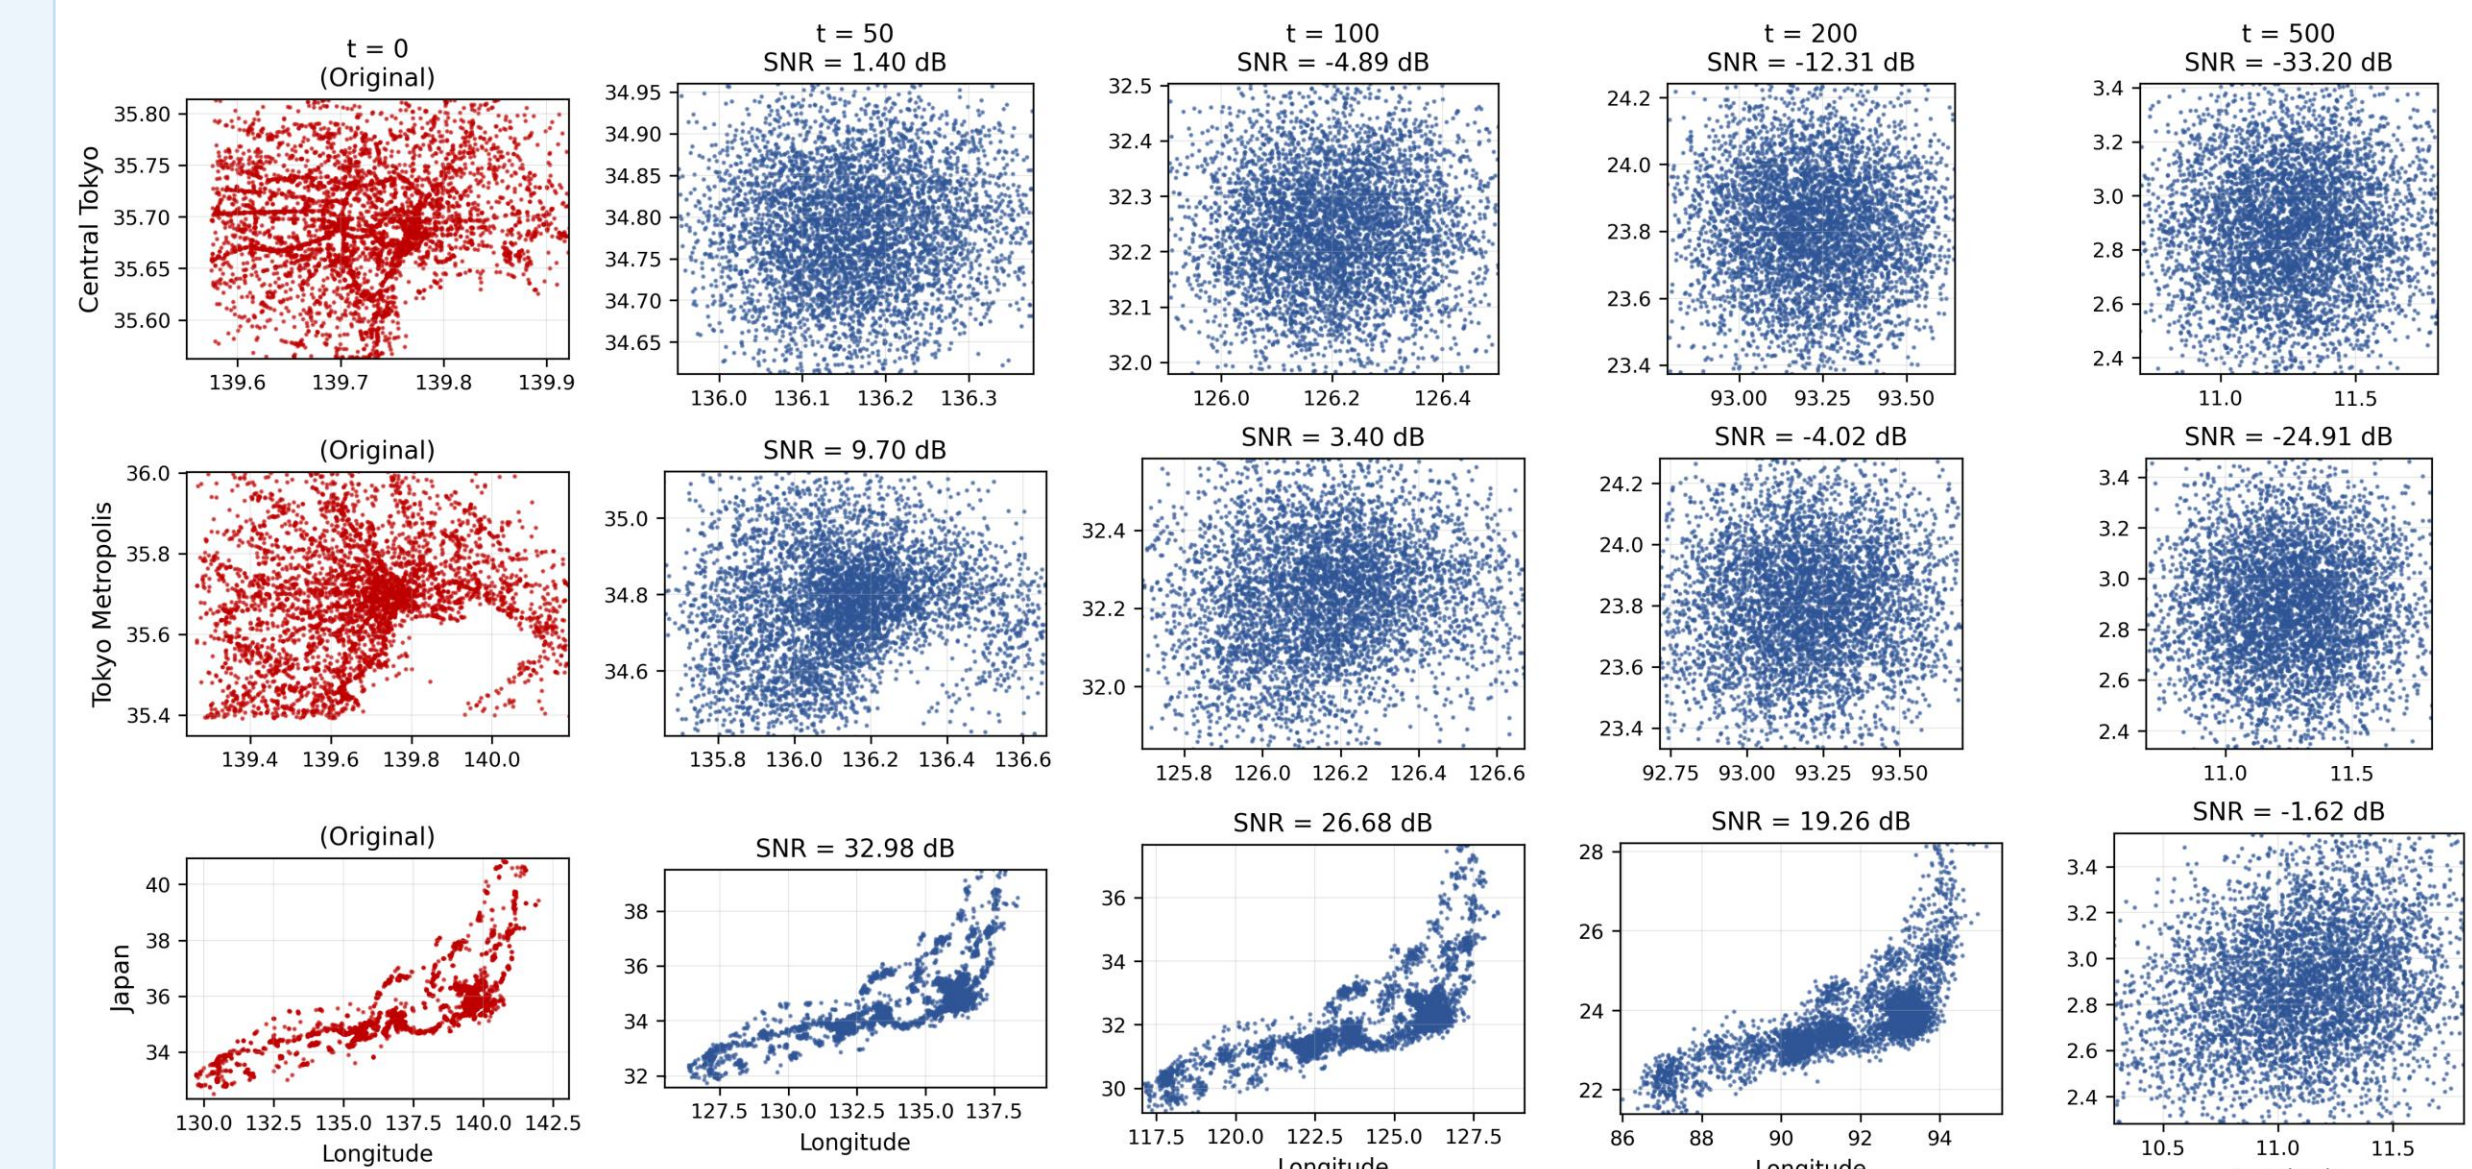 t = 0
(Original)
t = 50
SNR = 1.40 dB
t = 100
SNR = -4.89 dB
t = 200
SNR = -12.31 dB
t = 500
SNR = -33.20 dB
Central Tokyo
35.80
35.75
35.70
35.65
35.60
139.6 139.7 139.8 139.9
34.95
34.90
34.85
34.80
34.75
34.70
34.65
136.0 136.1 136.2 136.3
32.5
32.4
32.3
32.2
32.1
32.0
126.0 126.2 126.4
24.2
24.0
23.8
23.6
23.4
93.00 93.25 93.50
3.4
3.2
3.0
2.8
2.6
2.4
11.0 11.5
(Original)
SNR = 9.70 dB
SNR = 3.40 dB
SNR = -4.02 dB
SNR = -24.91 dB
Tokyo Metropolis
36.0
35.8
35.6
35.4
139.4 139.6 139.8 140.0
35.0
34.8
34.6
135.8 136.0 136.2 136.4 136.6
32.4
32.2
32.0
125.8 126.0 126.2 126.4 126.6
24.2
24.0
23.8
23.6
23.4
92.75 93.00 93.25 93.50
3.4
3.2
3.0
2.8
2.6
2.4
11.0 11.5
(Original)
SNR = 32.98 dB
SNR = 26.68 dB
SNR = 19.26 dB
SNR = -1.62 dB
Japan
40
38
36
34
130.0 132.5 135.0 137.5 140.0 142.5
Longitude
38
36
34
32
127.5 130.0 132.5 135.0 137.5
Longitude
36
34
32
30
117.5 120.0 122.5 125.0 127.5
Longitude
28
26
24
22
86 88 90 92 94
Longitude
3.4
3.2
3.0
2.8
2.6
2.4
10.5 11.0 11.5